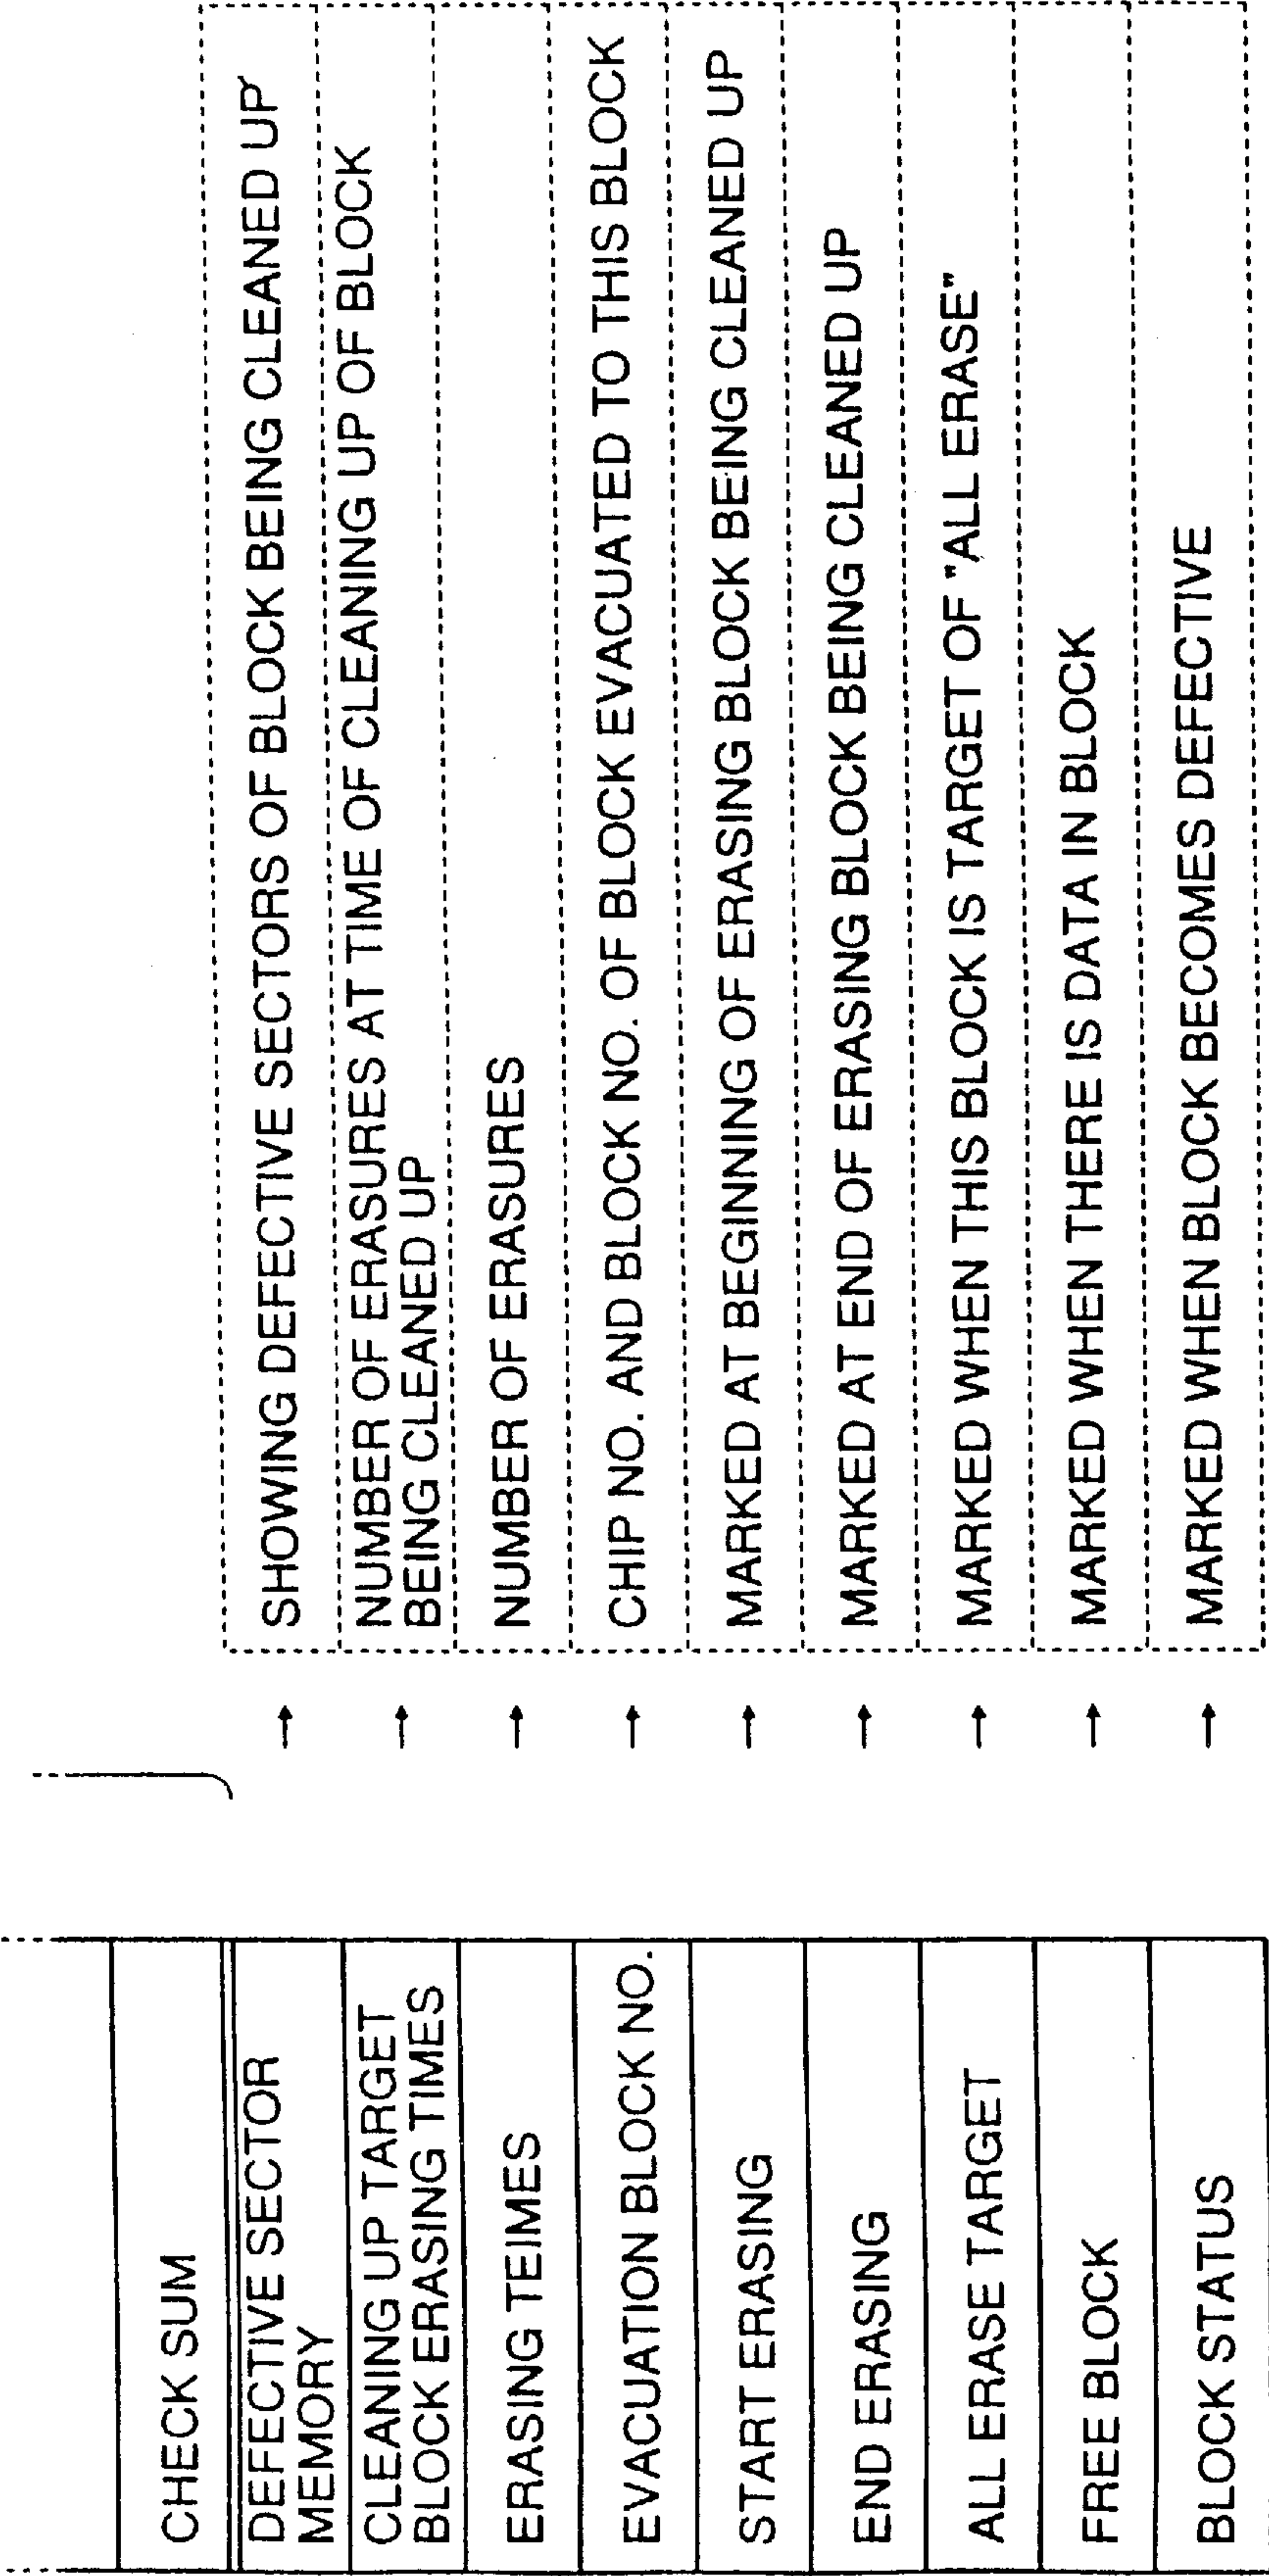 CHECK SUM
DEFECTIVE SECTOR
MEMORY
SHOWING DEFECTIVE SECTORS OF BLOCK BEING CLEANED UP
CLEANING UP TARGET
BLOCK ERASING TIMES
NUMBER OF ERASURES AT TIME OF CLEANING UP OF BLOCK
BEING CLEANED UP
ERASING TEIMES
NUMBER OF ERASURES
EVACUATION BLOCK NO.
CHIP NO. AND BLOCK NO. OF BLOCK EVACUATED TO THIS BLOCK
START ERASING
MARKED AT BEGINNING OF ERASING BLOCK BEING CLEANED UP
END ERASING
MARKED AT END OF ERASING BLOCK BEING CLEANED UP
ALL ERASE TARGET
MARKED WHEN THIS BLOCK IS TARGET OF "ALL ERASE"
FREE BLOCK
MARKED WHEN THERE IS DATA IN BLOCK
BLOCK STATUS
MARKED WHEN BLOCK BECOMES DEFECTIVE